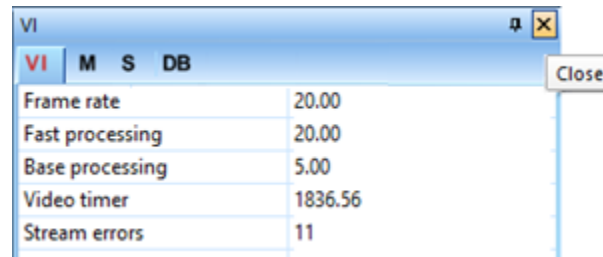 VI
VI M S DB
Close
Frame rate 20.00
Fast processing 20.00
Base processing 5.00
Video timer 1836.56
Stream errors 11